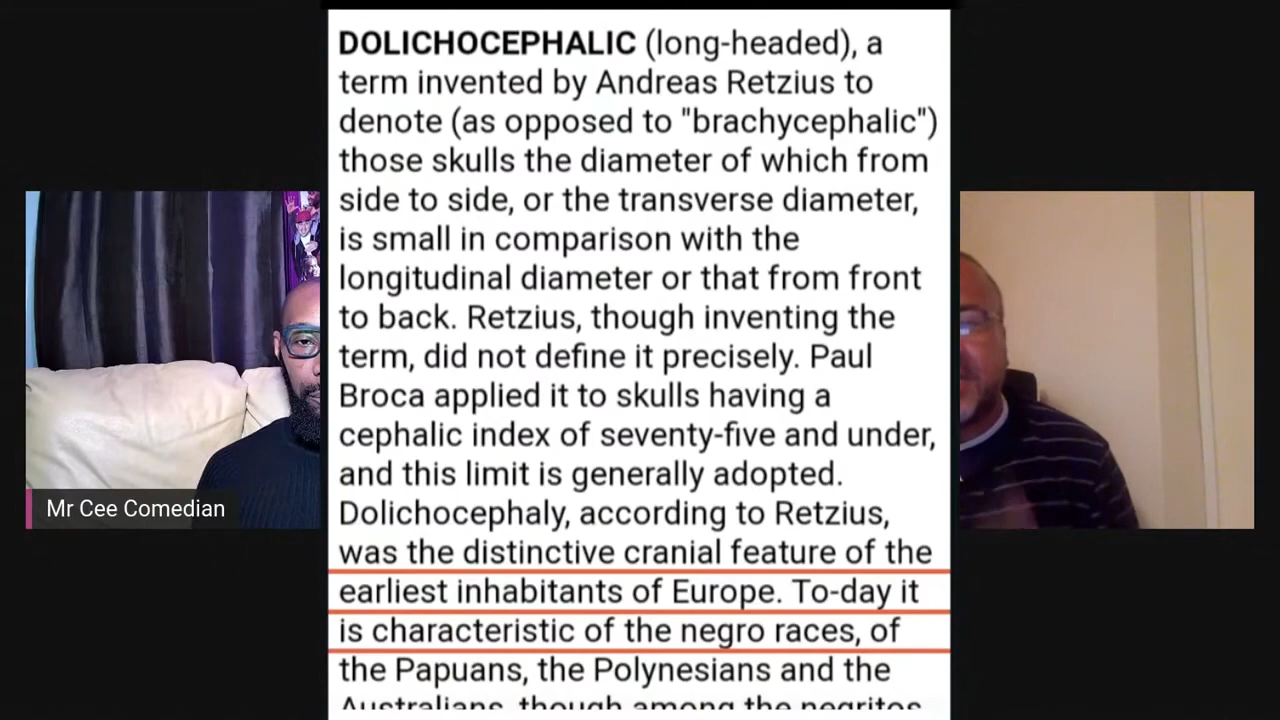 DOLICHOCEPHALIC (long-headed), a
term invented by Andreas Retzius to
denote (as opposed to "brachycephalic")
those skulls the diameter of which from
side to side, or the transverse diameter,
is small in comparison with the
longitudinal diameter or that from front
to back. Retzius, though inventing the
term, did not define it precisely. Paul
Broca applied it to skulls having a
cephalic index of seventy-five and under,
and this limit is generally adopted.
Dolichocephaly, according to Retzius,
was the distinctive cranial feature of the
earliest inhabitants of Europe. To-day it
is characteristic of the negro races, of
the Papuans, the Polynesians and the
Australians, though among the negritos
Mr Cee Comedian